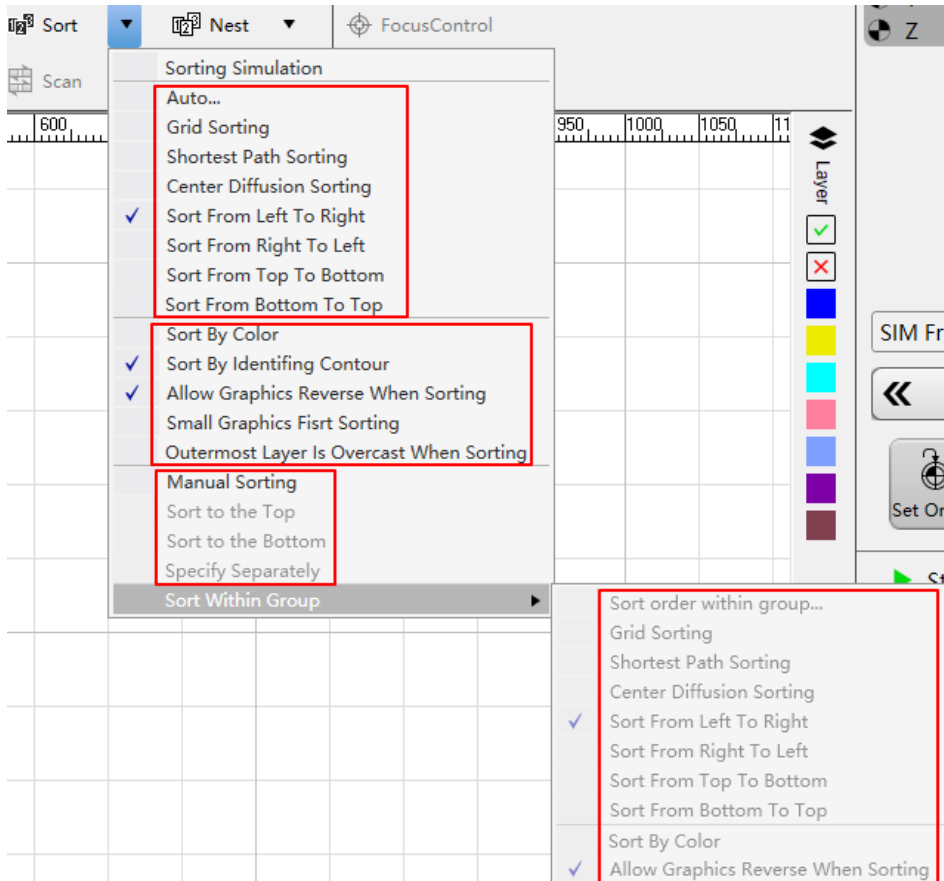 Sort
Nest
FocusControl
Z
Scan
Sorting Simulation
Auto...
Grid Sorting
Shortest Path Sorting
Center Diffusion Sorting
Sort From Left To Right
Sort From Right To Left
Sort From Top To Bottom
Sort From Bottom To Top
Sort By Color
Sort By Identifing Contour
Allow Graphics Reverse When Sorting
Small Graphics Fisrt Sorting
Outermost Layer Is Overcast When Sorting
Manual Sorting
Sort to the Top
Sort to the Bottom
Specify Separately
Sort Within Group
600
950
1000
1050
11
Layer
SIM Fr
Set Or
St
Sort order within group...
Grid Sorting
Shortest Path Sorting
Center Diffusion Sorting
Sort From Left To Right
Sort From Right To Left
Sort From Top To Bottom
Sort From Bottom To Top
Sort By Color
Allow Graphics Reverse When Sorting